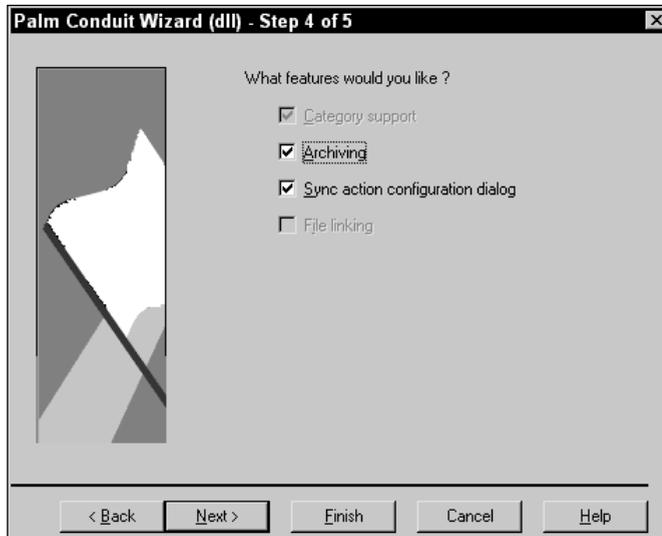 Palm Conduit Wizard (dll) - Step 4 of 5
What features would you like ?
Category support
Archiving
Sync action configuration dialog
File linking
< Back
Next >
Finish
Cancel
Help